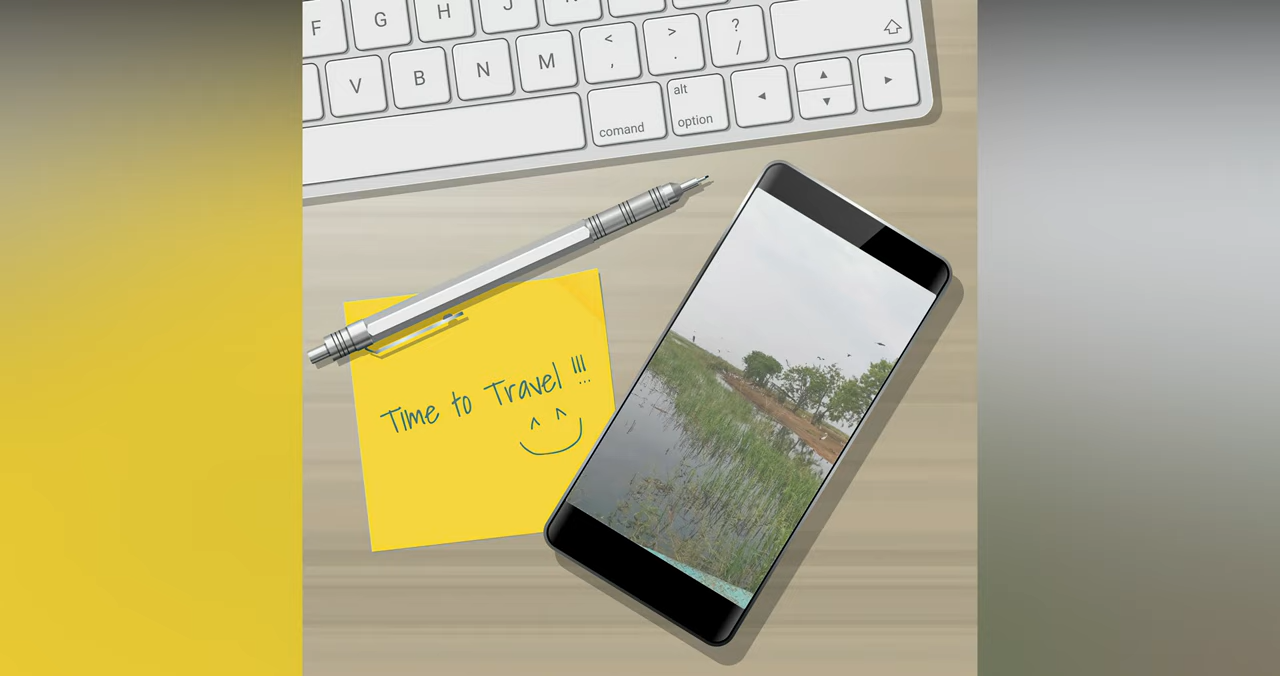 F G H J
V B N M < , > . ? /
comand alt option
Time to Travel !!!